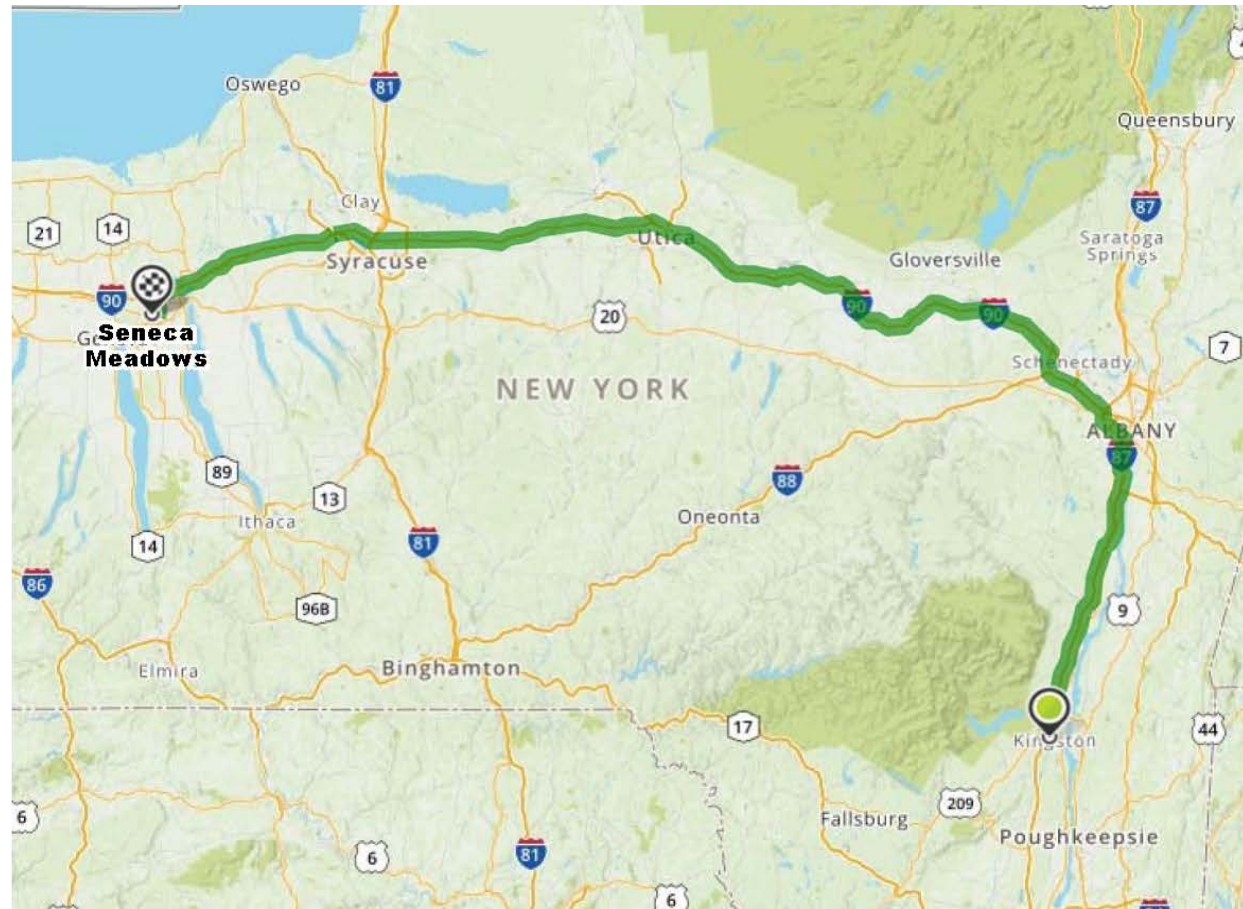 Oswego
81
Queensbury
Clay
14
21
87
Saratoga
Springs
Utica
Syracuse
Gloversville
90
90
90
20
Seneca
Meadows
7
Schenectady
NEW YORK
ALBANY
87
89
88
13
Ithaca
Oneonta
81
14
86
96B
9
Elmira
Binghamton
17
Kingston
44
209
6
Fallsburg
Poughkeepsie
81
6
6